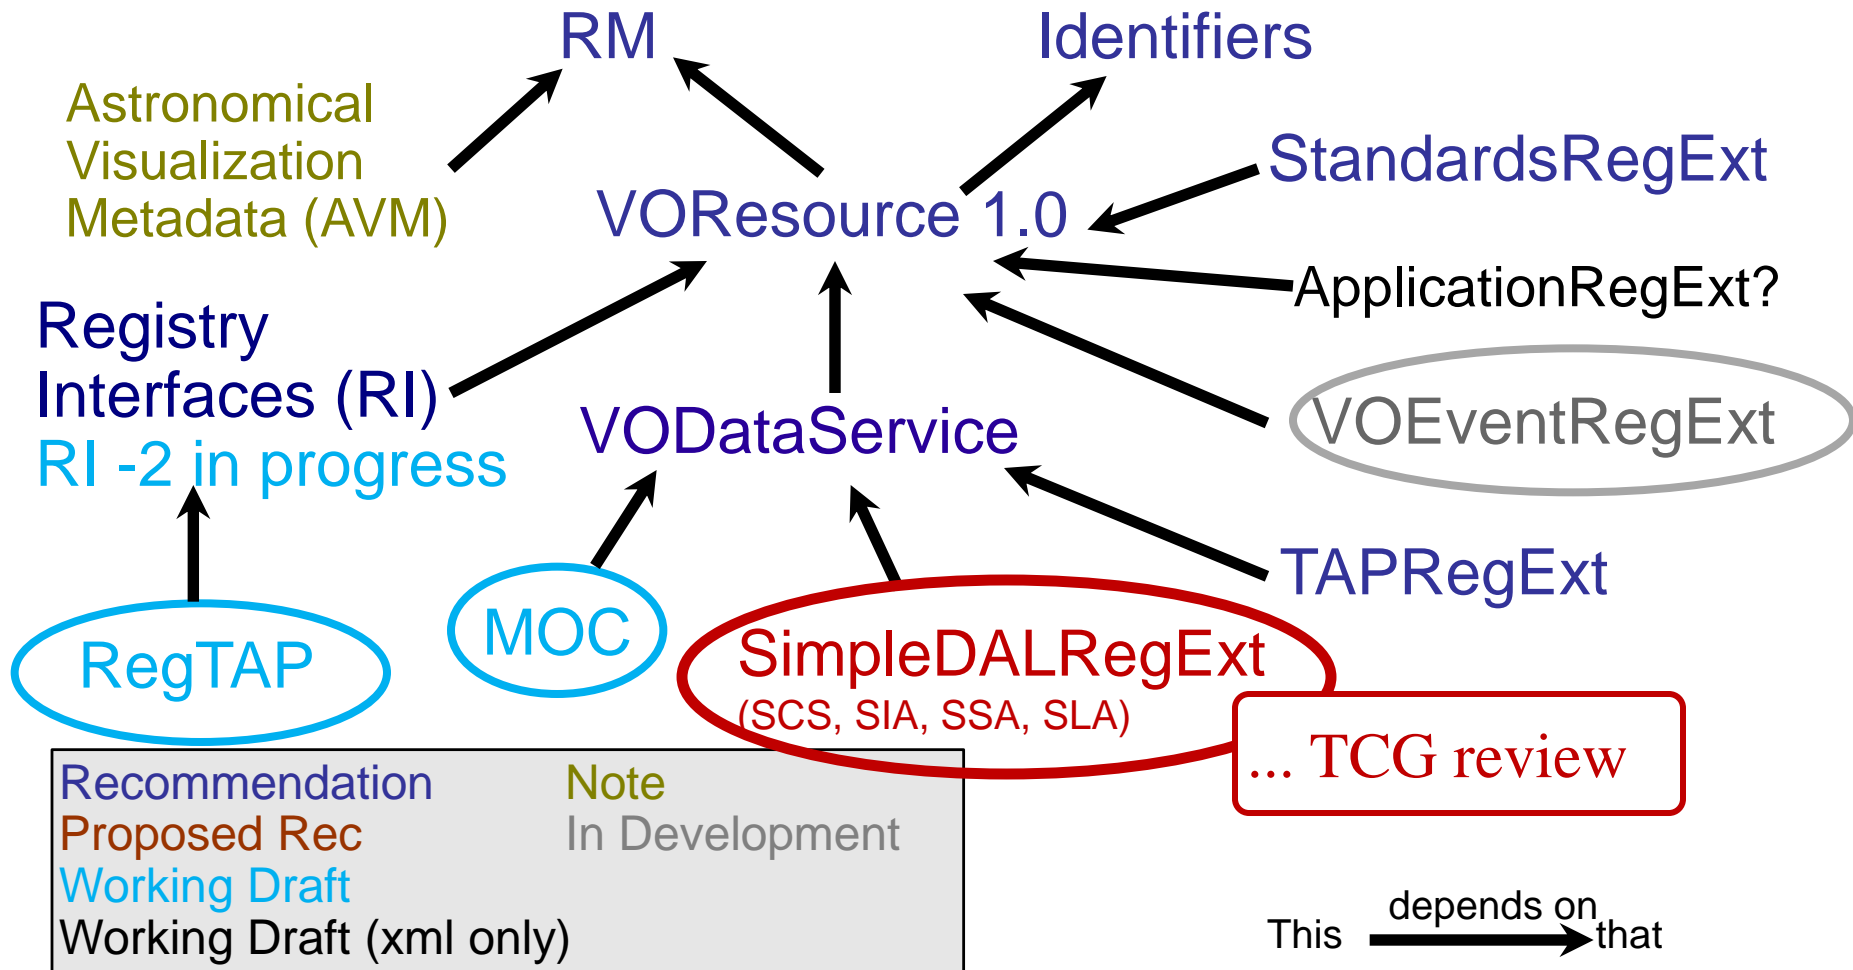 RM
Identifiers
Astronomical
Visualization
Metadata (AVM)
StandardsRegExt
VOResource 1.0
ApplicationRegExt?
Registry
Interfaces (RI)
RI -2 in progress
VODataService
VOEventRegExt
TAPRegExt
RegTAP
MOC
SimpleDALRegExt
(SCS, SIA, SSA, SLA)
... TCG review
Recommendation
Proposed Rec
Working Draft
Working Draft (xml only)
Note
In Development
depends on
This
that